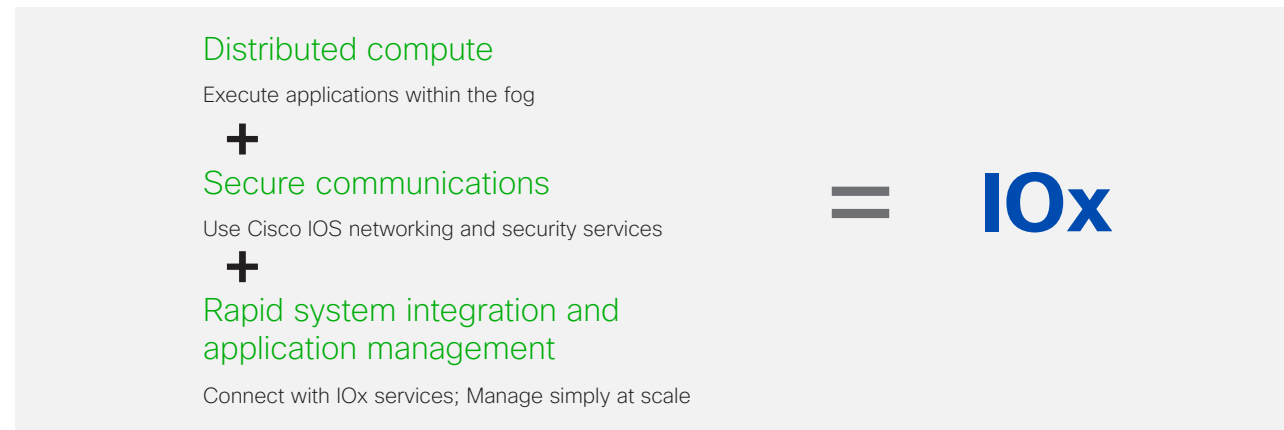 Distributed compute
Execute applications within the fog
+
Secure communications
Use Cisco IOS networking and security services
+
Rapid system integration and
application management
Connect with IOx services; Manage simply at scale
=
IOx